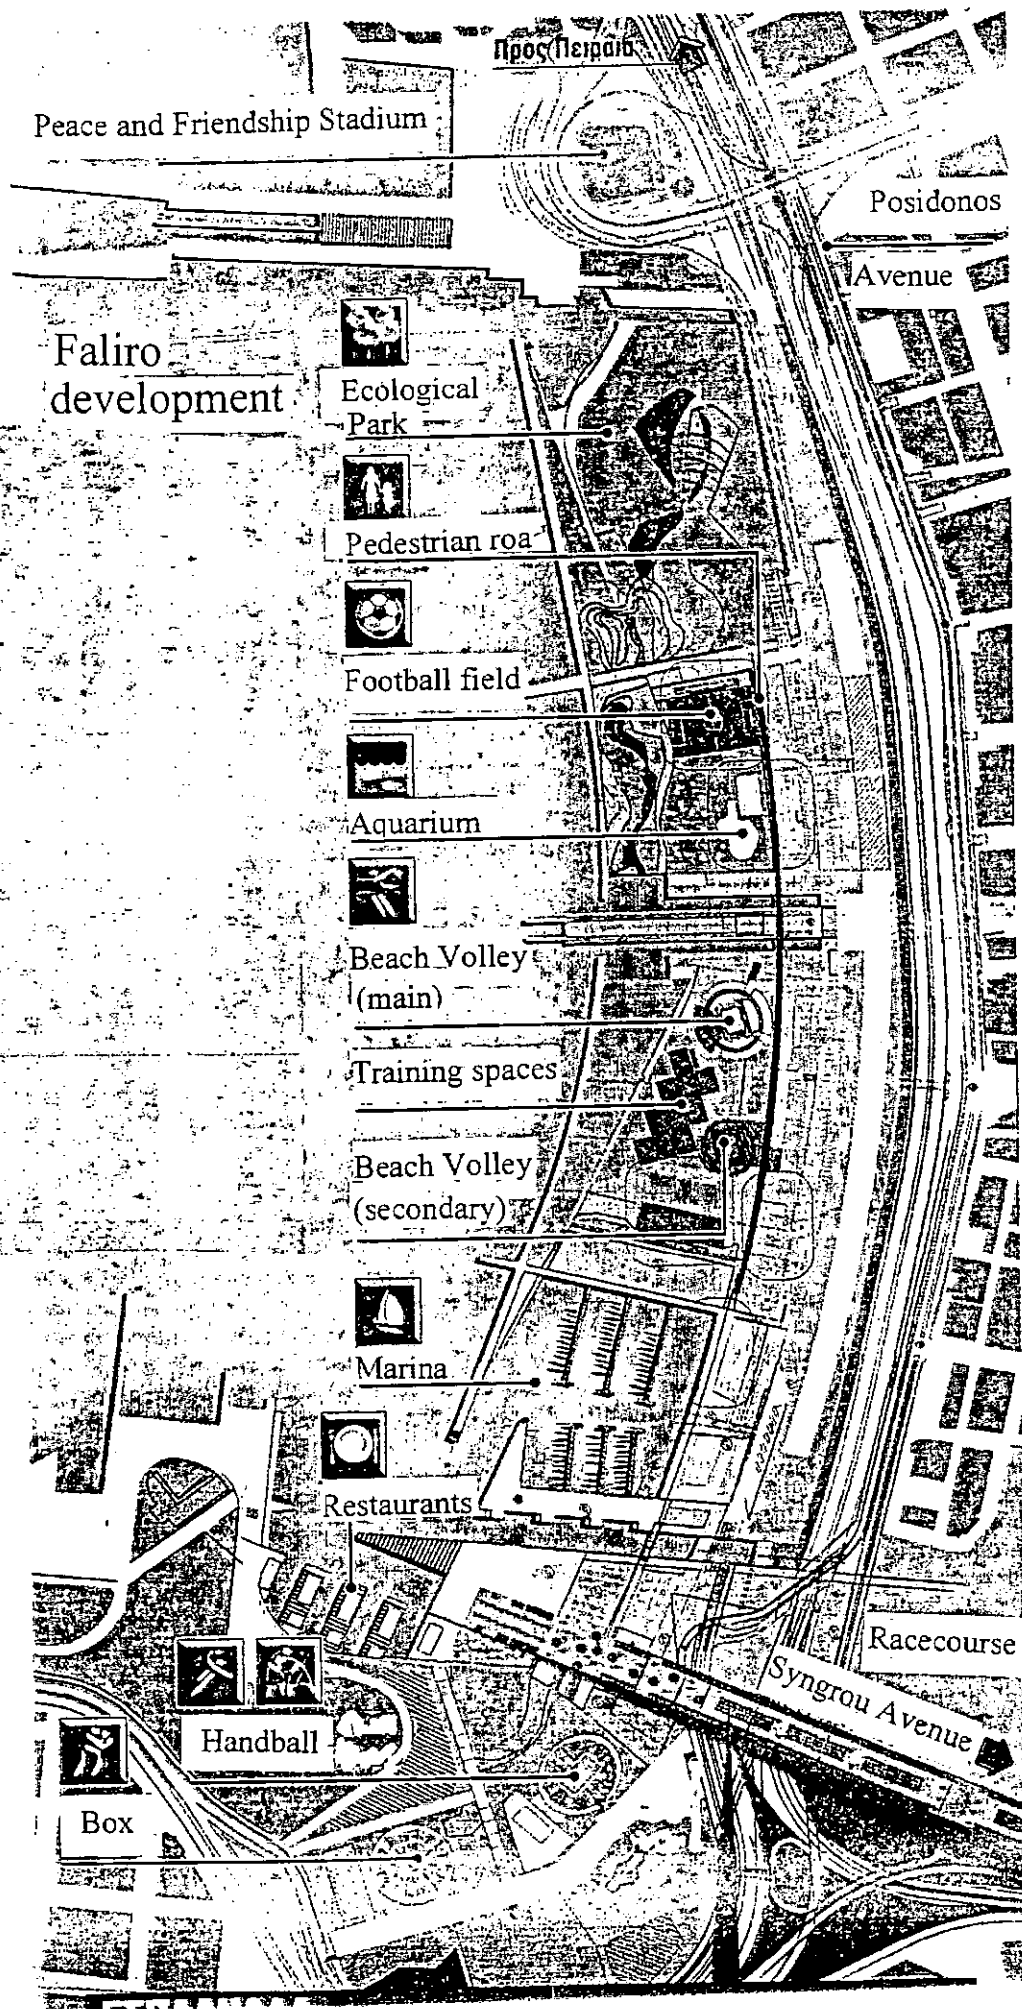 Προς Πειραιά
Peace and Friendship Stadium
Posidonos
Avenue
Faliro
development
Ecological
Park
Pedestrian roa
Football field
Aquarium
Beach Volley
(main)
Training spaces
Beach Volley
(secondary)
Marina
Restaurants
Racecourse
Syngrou Avenue
Handball
Box